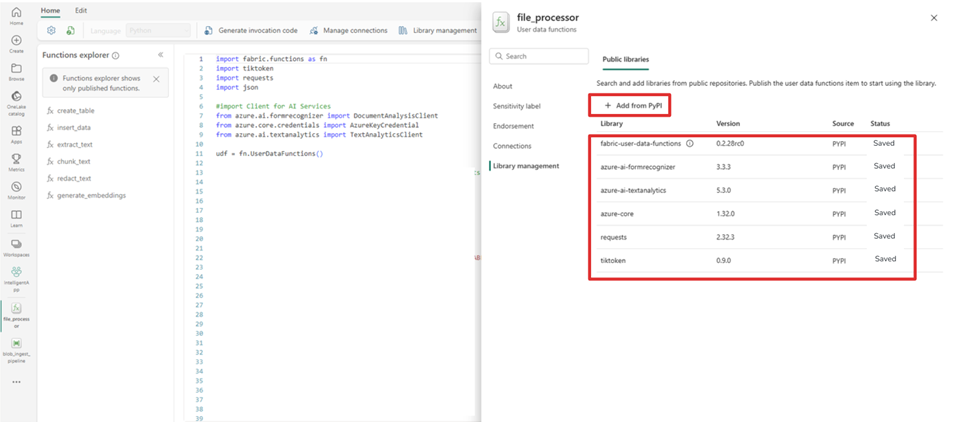 Home
Create
Browse
OneLake
catalog
Apps
Metrics
Monitor
Learn
Workspaces
IntelligentA
pp
file_process
or
blob_ingest_
pipeline
Home Edit
Language Python
Generate invocation code
Manage connections
Library management
Functions explorer
Functions explorer shows
only published functions.
create_table
insert_data
extract_text
chunk_text
redact_text
generate_embeddings
1 import fabric.functions as fn
2 import tiktoken
3 import requests
4 import json
5
6 #import Client for AI Services
7 from azure.ai.formrecognizer import DocumentAnalysisClient
8 from azure.core.credentials import AzureKeyCredential
9 from azure.ai.textanalytics import TextAnalyticsClient
10
11 udf = fn.UserDataFunctions()
12
13
14
15
16
17
18
19
20
21
22
23
24
25
26
27
28
29
30
31
32
33
34
35
36
37
38
39
file_processor
User data functions
Search
About
Sensitivity label
Endorsement
Connections
Library management
Public libraries
Search and add libraries from public repositories. Publish the user data functions item to start using the library.
+ Add from PyPI
Library Version Source Status
fabric-user-data-functions 0.2.28rc0 PYPI Saved
azure-ai-formrecognizer 3.3.3 PYPI Saved
azure-ai-textanalytics 5.3.0 PYPI Saved
azure-core 1.32.0 PYPI Saved
requests 2.32.3 PYPI Saved
tiktoken 0.9.0 PYPI Saved